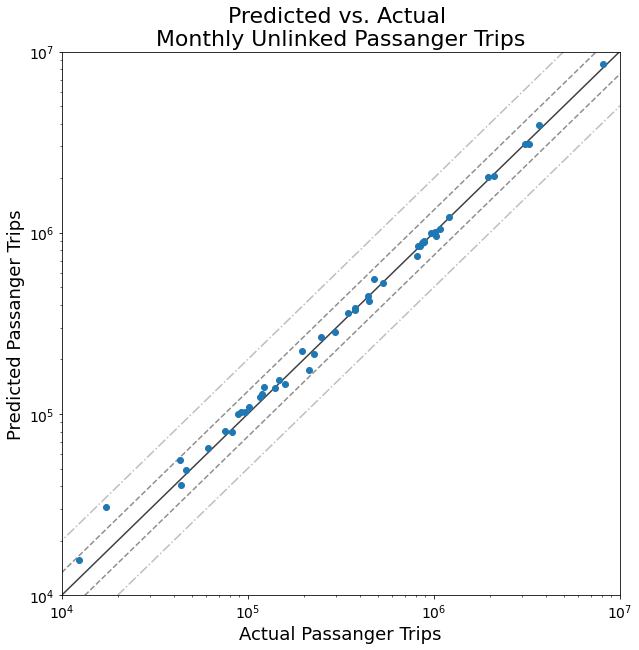 Predicted vs. Actual
Monthly Unlinked Passanger Trips
Predicted Passanger Trips
10^7
10^6
10^5
10^4
10^4 10^5 10^6 10^7
Actual Passanger Trips